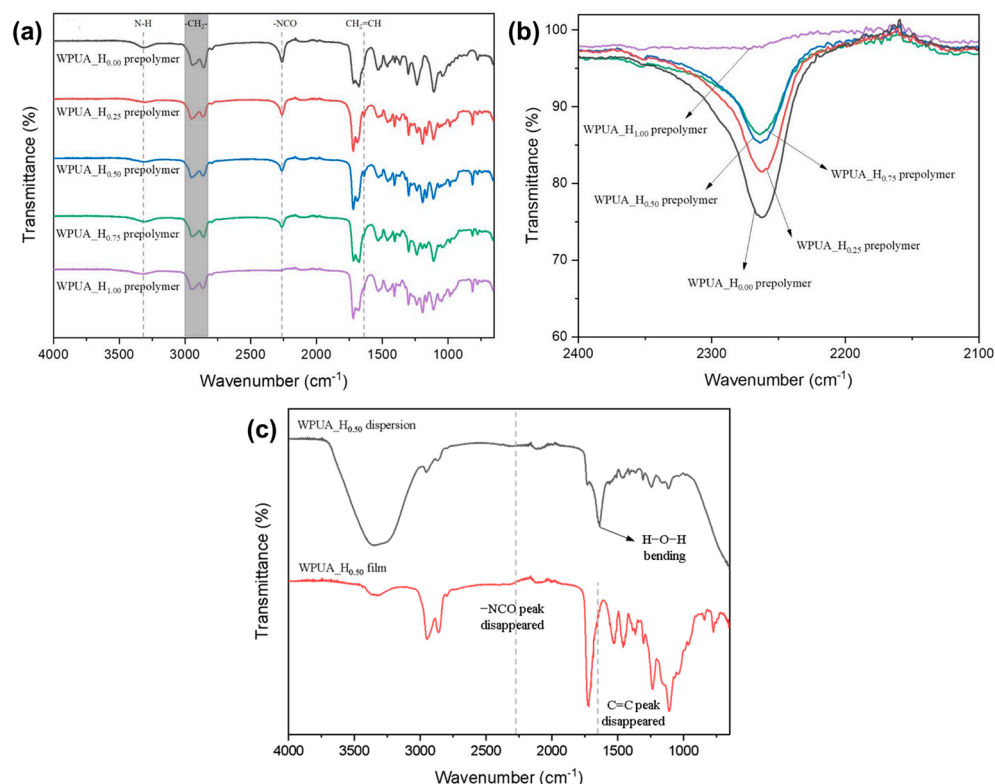 (a)
N-H
-CH₂-
-NCO
CH₂=CH
WPUA_H₀.₀₀ prepolymer
WPUA_H₀.₂₅ prepolymer
WPUA_H₀.₅₀ prepolymer
WPUA_H₀.₇₅ prepolymer
WPUA_H₁.₀₀ prepolymer
Transmittance (%)
4000 3500 3000 2500 2000 1500 1000
Wavenumber (cm⁻¹)
(b)
100
90
80
70
60
WPUA_H₁.₀₀ prepolymer
WPUA_H₀.₇₅ prepolymer
WPUA_H₀.₅₀ prepolymer
WPUA_H₀.₂₅ prepolymer
WPUA_H₀.₀₀ prepolymer
Transmittance (%)
2400 2300 2200 2100
Wavenumber (cm⁻¹)
(c)
WPUA_H₀.₅₀ dispersion
H−O−H
bending
WPUA_H₀.₅₀ film
−NCO peak
disappeared
C=C peak
disappeared
Transmittance (%)
4000 3500 3000 2500 2000 1500 1000
Wavenumber (cm⁻¹)